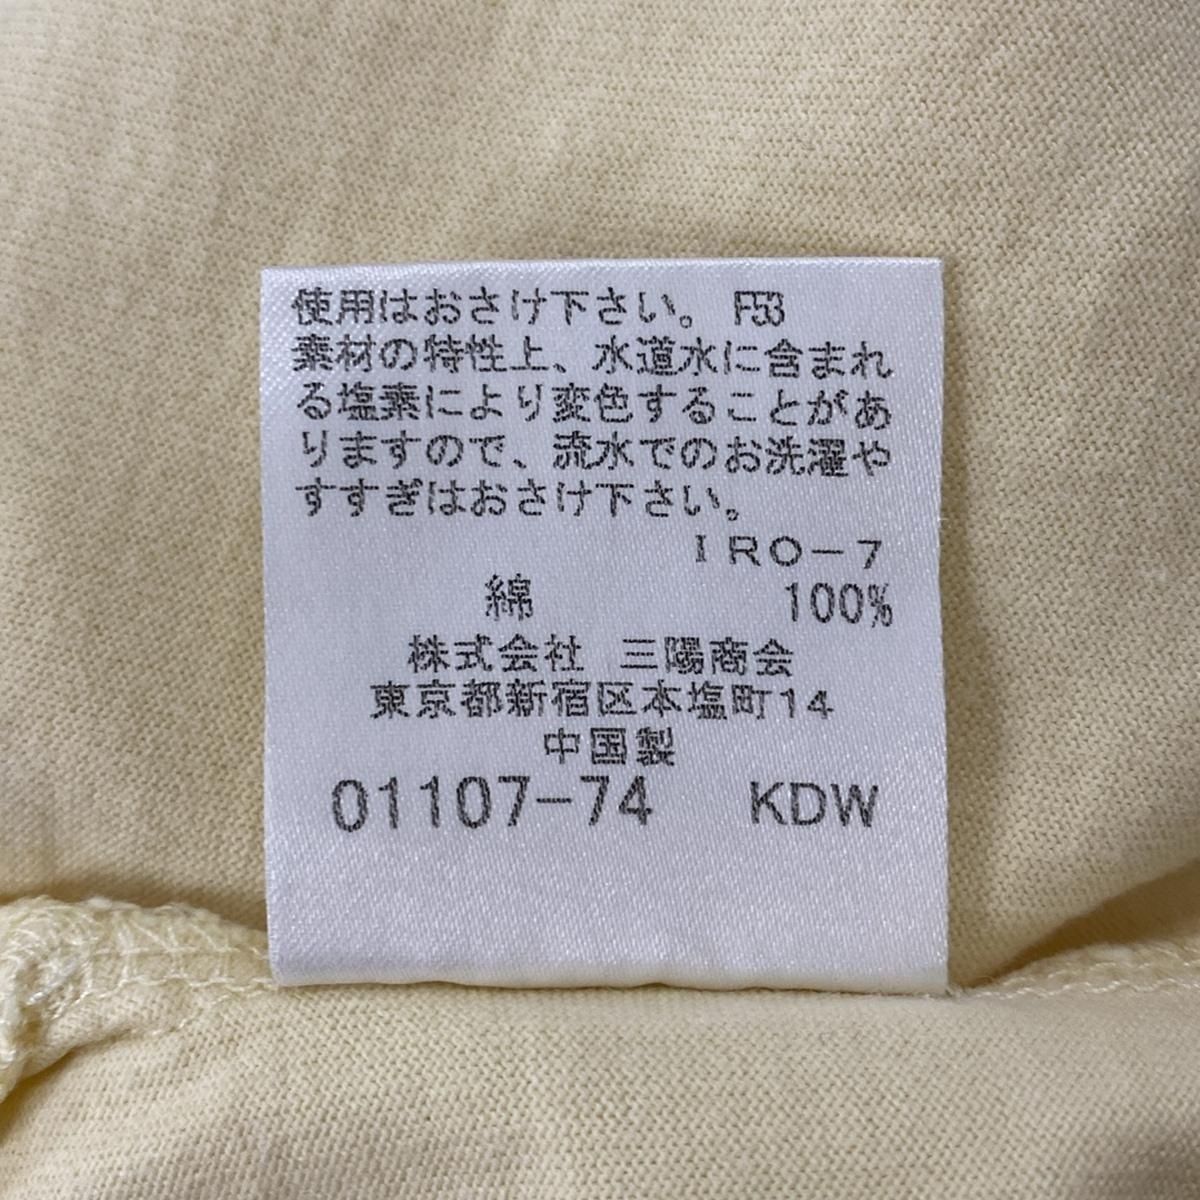 使用はおさけ下さい。 F53
素材の特性上、水道水に含まれ
る塩素により変色することがあ
りますので、流水でのお洗濯や
すすぎはおさけ下さい。
IRO-7
綿 100%
株式会社 三陽商会
東京都新宿区本塩町14
中国製
01107-74 KDW